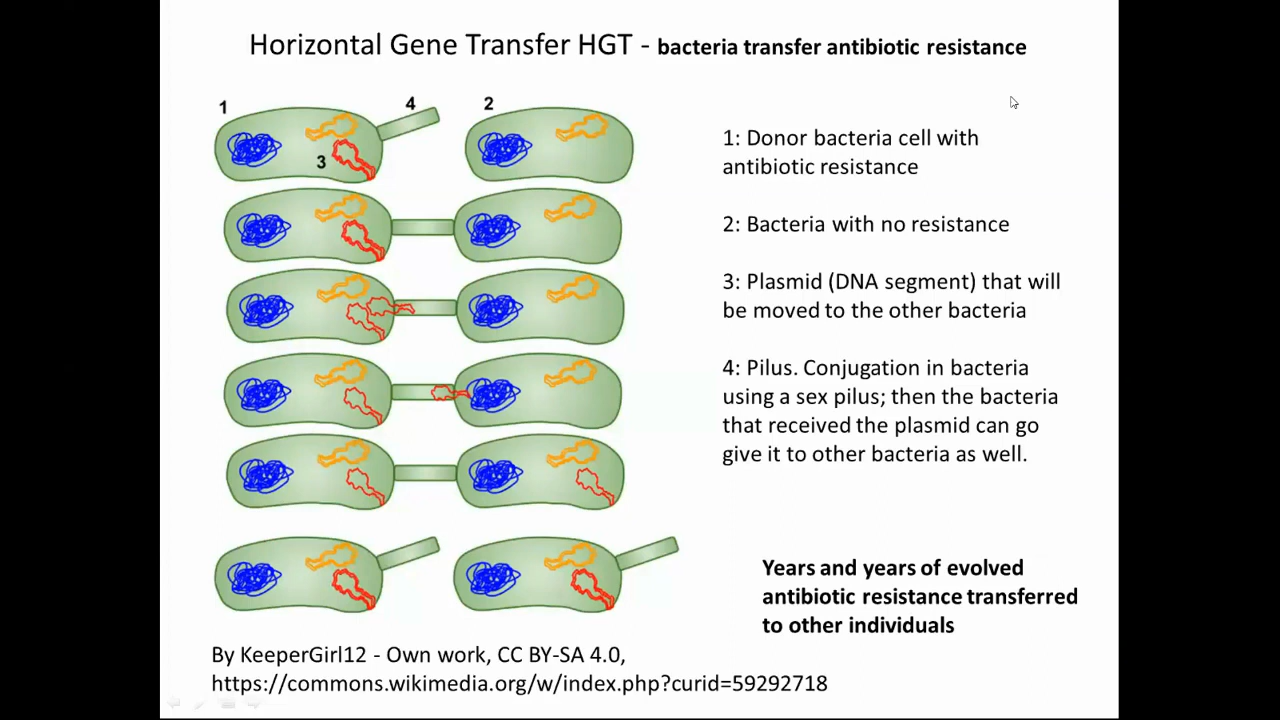 Horizontal Gene Transfer HGT - bacteria transfer antibiotic resistance
1
4
2
3
1: Donor bacteria cell with
antibiotic resistance
2: Bacteria with no resistance
3: Plasmid (DNA segment) that will
be moved to the other bacteria
4: Pilus. Conjugation in bacteria
using a sex pilus; then the bacteria
that received the plasmid can go
give it to other bacteria as well.
Years and years of evolved
antibiotic resistance transferred
to other individuals
By KeeperGirl12 - Own work, CC BY-SA 4.0,
https://commons.wikimedia.org/w/index.php?curid=59292718